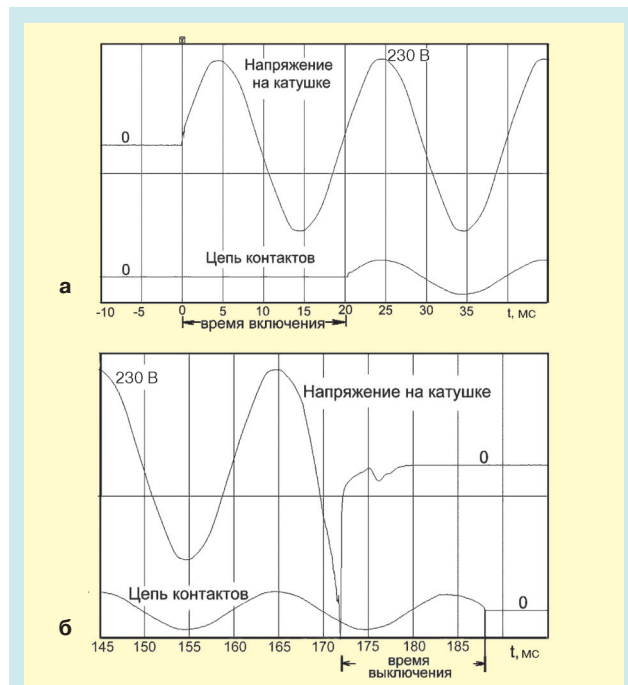 230 В
Напряжение
на катушке
0
Цепь контактов
0
а
-10 -5 0 5 10 15 20 25 30 35 t, мс
время включения
230 В
Напряжение на катушке
0
Цепь контактов
0
б
145 150 155 160 165 170 175 180 185 t, мс
время
выключения